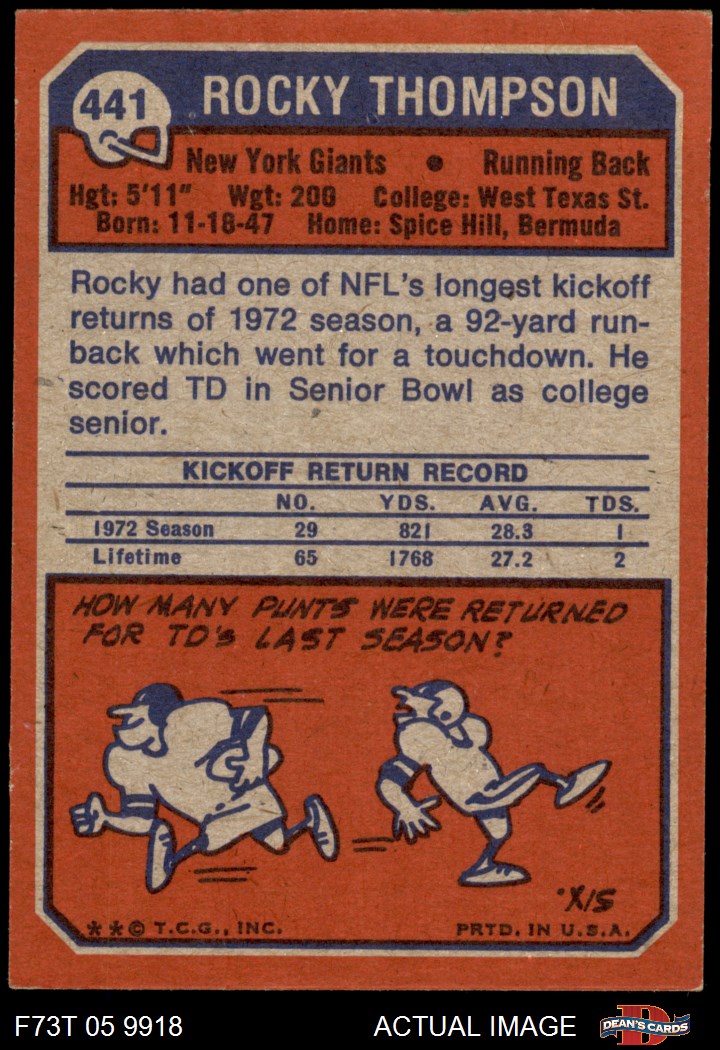 441
ROCKY THOMPSON
New York Giants • Running Back
Hgt: 5'11" Wgt: 200 College: West Texas St.
Born: 11-18-47 Home: Spice Hill, Bermuda
Rocky had one of NFL's longest kickoff
returns of 1972 season, a 92-yard run-
back which went for a touchdown. He
scored TD in Senior Bowl as college
senior.
KICKOFF RETURN RECORD
NO. YDS. AVG. TDS.
1972 Season 29 821 28.3 1
Lifetime 65 1768 27.2 2
HOW MANY PUNTS WERE RETURNED
FOR TD's LAST SEASON?
SIX.
**© T.C.G., INC. PRTD. IN U.S.A.
F73T 05 9918 ACTUAL IMAGE D DEAN'S CARDS